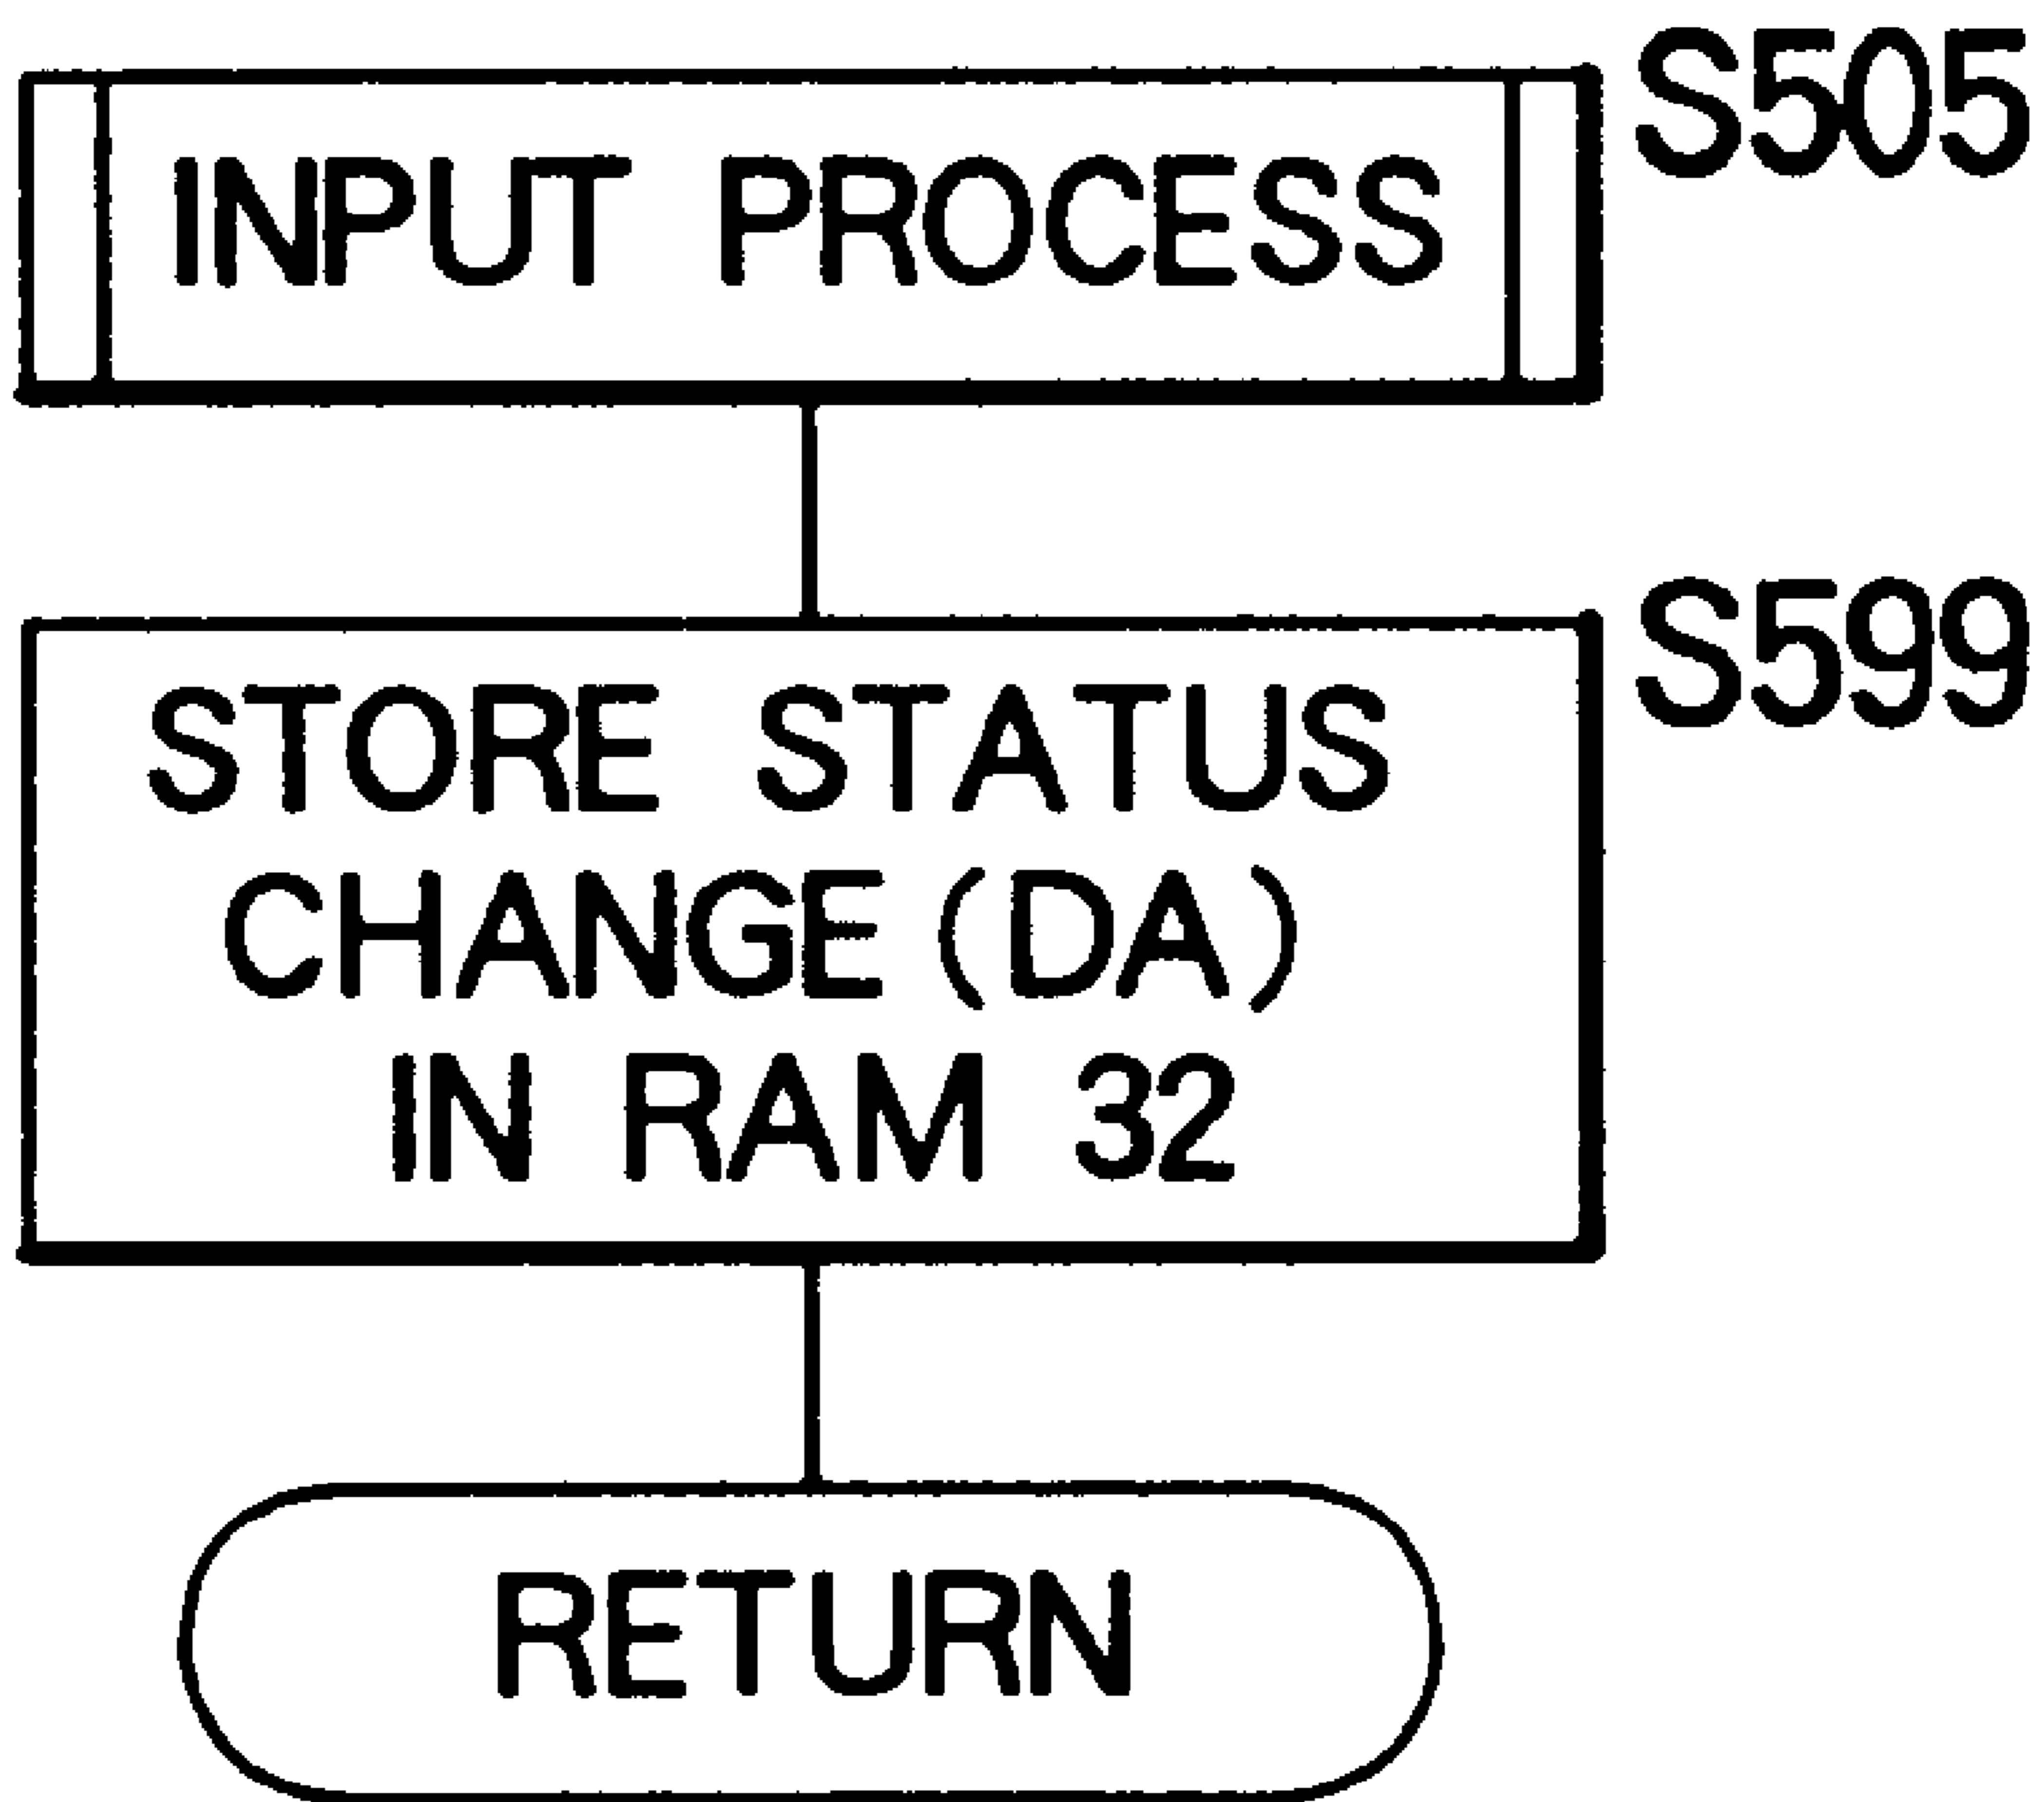 S505
INPUT PROCESS
S599
STORE STATUS
CHANGE (DA)
IN RAM 32
RETURN